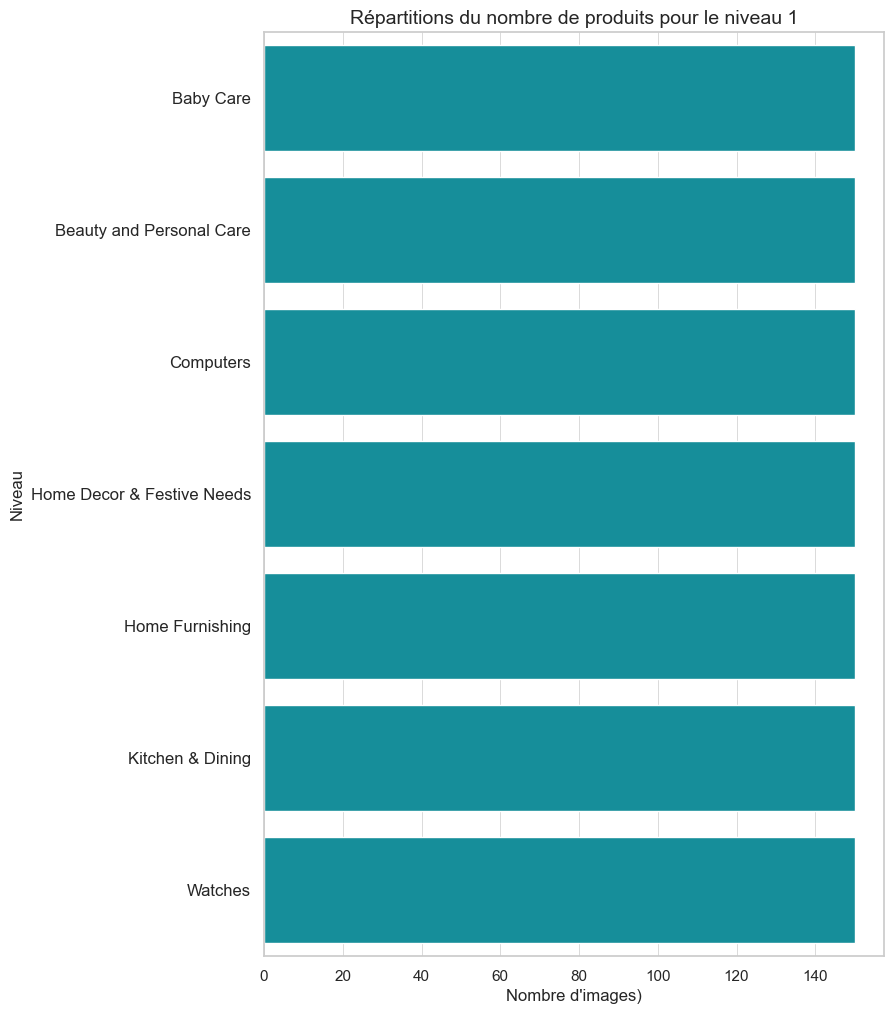 Répartitions du nombre de produits pour le niveau 1
Baby Care
Beauty and Personal Care
Computers
Home Decor & Festive Needs
Home Furnishing
Kitchen & Dining
Watches
Niveau
0 20 40 60 80 100 120 140
Nombre d'images)